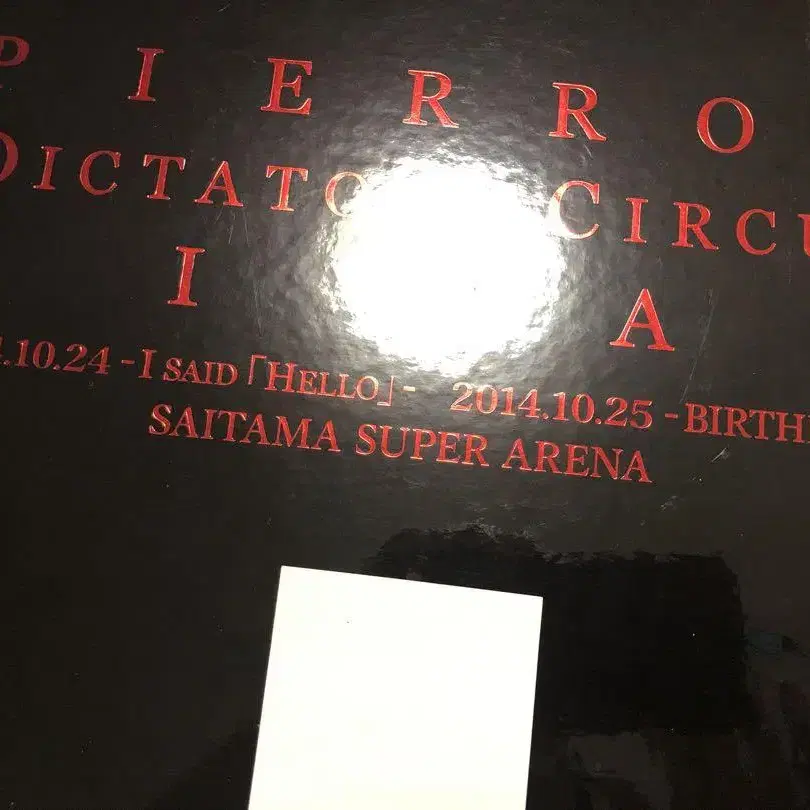 P I E R R O
DICTATO CIRCU
I A
.10.24 -I SAID「HELLO」- 2014.10.25 -BIRTH
SAITAMA SUPER ARENA